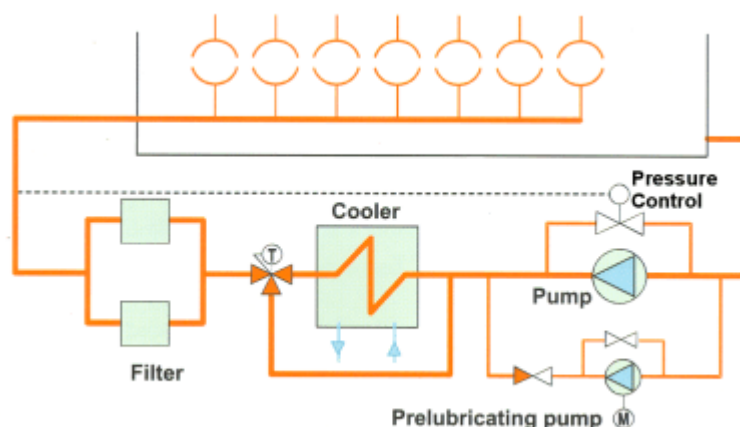 Pressure
Control
Cooler
T
Pump
Filter
Prelubricating pump
M